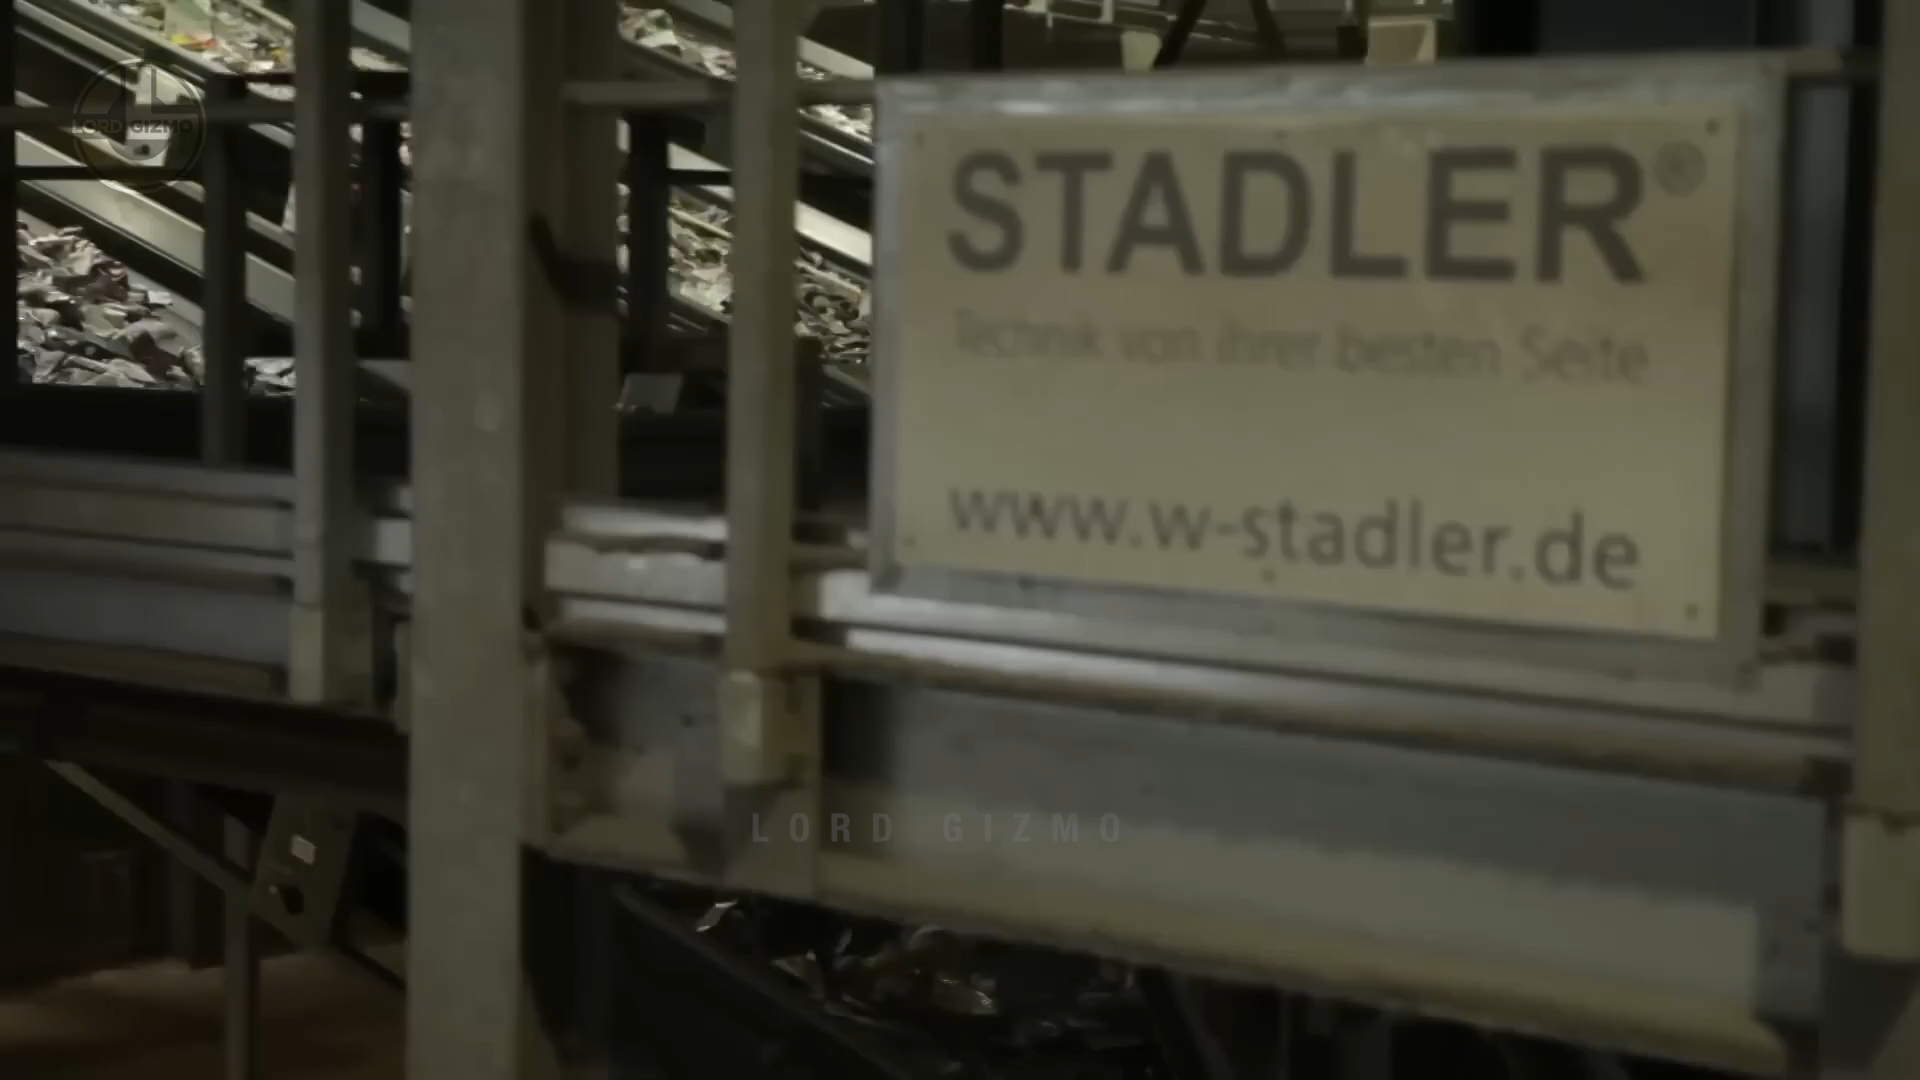 LORD GIZMO
STADLER®
Technik von ihrer besten Seite
www.w-stadler.de
LORD GIZMO